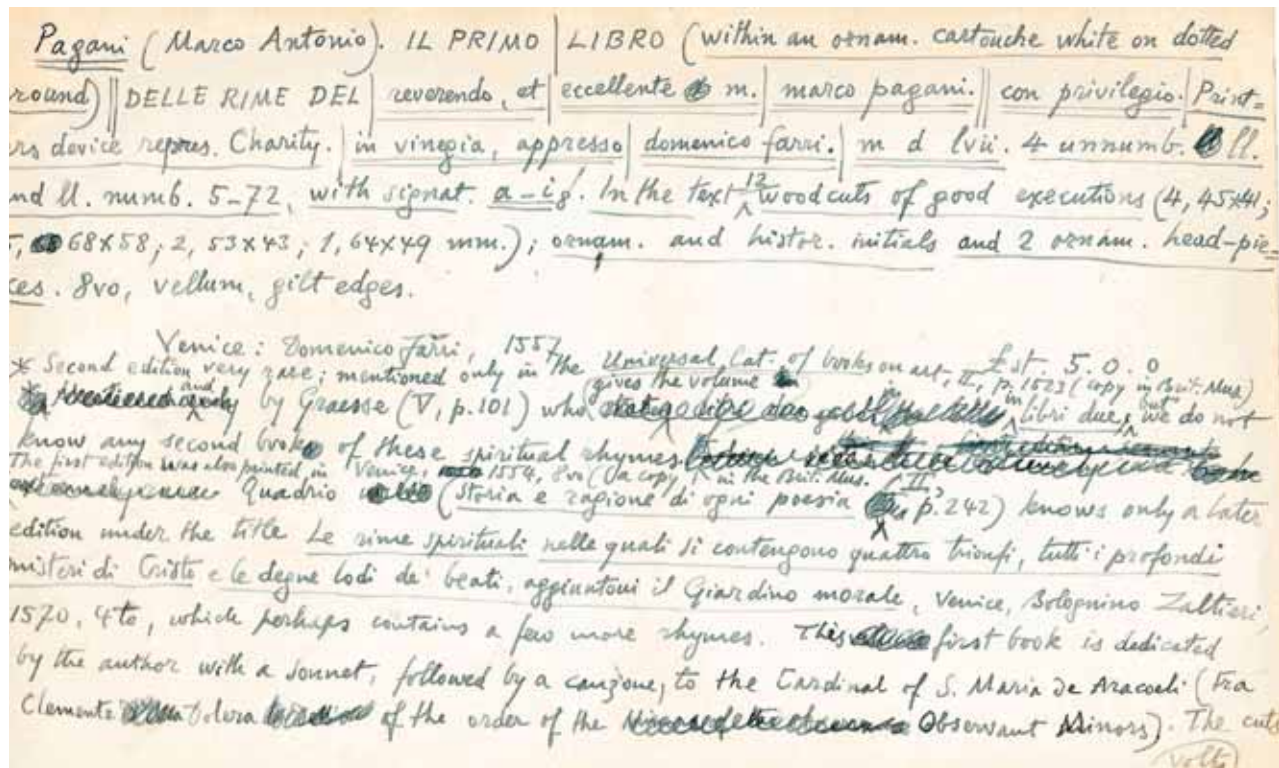 Pagani (Marco Antonio). IL PRIMO | LIBRO (within an ornam. cartouche white on dotted
round) || DELLE RIME DEL | reverendo, et | eccellente m. | marco pagani. || con privilegio. Print=
rs device repres. Charity. | in vinegia, appresso | domenico farri. | m d lvii. 4 unnumb. ll.
nd ll. numb. 5-72, with signat. a-i8. In the text 12 woodcuts of good executions (4, 45x41;
5, 68x58; 2, 53x43; 1, 64x49 mm.); ornam. and histor. initials and 2 ornam. head-pie=
ces. 8vo, vellum, gilt edges.
Venice: Domenico Farri, 1557
£st. 5.0.0
* Second edition very rare; mentioned only in the Universal Cat. of books on art, II, p. 1523 (copy in Brit. Mus.)
and by Graesse (V, p. 101) who gives the volume in libri due, but we do not
know any second book of these spiritual rhymes.
The first edition was also printed in Venice, 1554, 8vo (a copy in the Brit. Mus.
Quadrio (Storia e ragione di ogni poesia II, p. 242) knows only a later
edition under the title Le rime spirituali nelle quali si contengono quattro trionfi, tutti i profondi
misteri di Cristo e le degne lodi de' beati, aggiuntovi il Giardino morale, Venice, Bolognino Zaltieri,
1570, 4to, which perhaps contains a few more rhymes. This first book is dedicated
by the author with a sonnet, followed by a canzone, to the Cardinal of S. Maria de Aracoeli (Fra
Clemente Dolera of the order of the Observant Minors). The cuts
(volta)